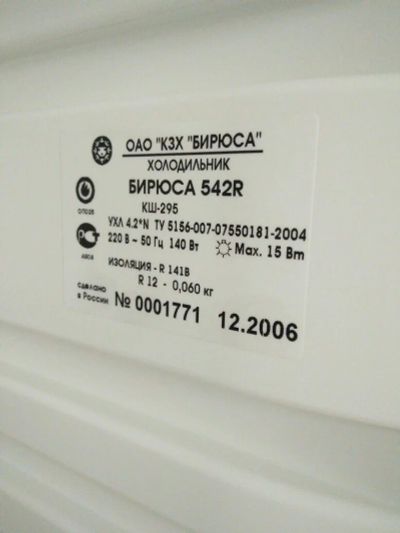 ОАО "КЗХ "БИРЮСА"
ХОЛОДИЛЬНИК
БИРЮСА 542R
КШ-295
УХЛ 4.2*N ТУ 5156-007-07550181-2004
220 В ~ 50 Гц 140 Вт Max. 15 Вт
ИЗОЛЯЦИЯ - R 141B
R 12 - 0,060 кг
сделано
в России
№ 0001771 12.2006